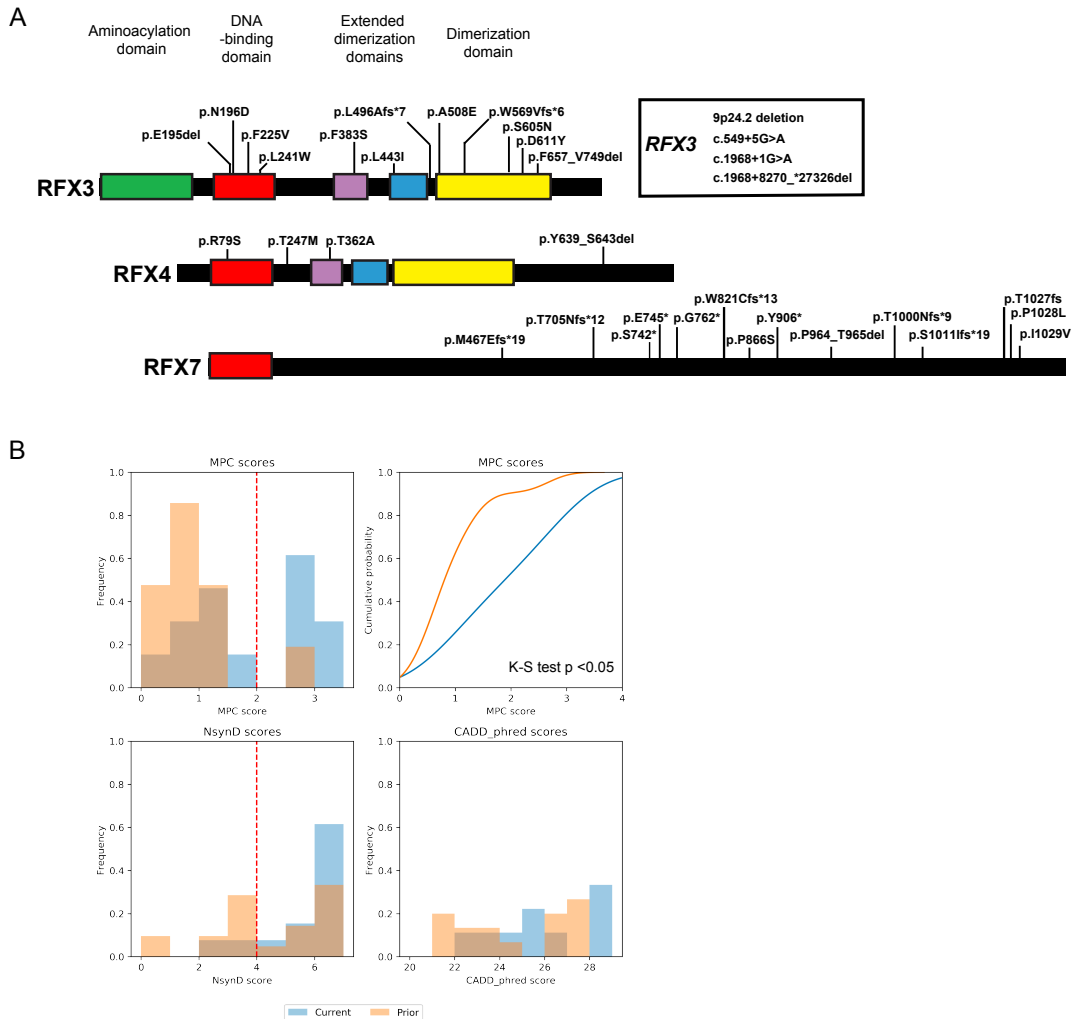 A
Aminoacylation
domain
DNA
-binding
domain
Extended
dimerization
domains
Dimerization
domain
p.N196D
p.L496Afs*7
p.A508E
p.W569Vfs*6
p.E195del
p.F225V
p.F383S
p.S605N
p.D611Y
p.L241W
p.L443I
p.F657_V749del
RFX3
RFX3
9p24.2 deletion
c.549+5G>A
c.1968+1G>A
c.1968+8270_*27326del
p.R79S
p.T247M
p.T362A
p.Y639_S643del
RFX4
p.W821Cfs*13
p.T1027fs
p.T705Nfs*12
p.E745*
p.G762*
p.Y906*
p.T1000Nfs*9
p.P1028L
p.M467Efs*19
p.S742*
p.P866S
p.P964_T965del
p.S1011Ifs*19
p.I1029V
RFX7
B
MPC scores
1.0
0.8
0.6
0.4
0.2
0.0
Frequency
0 1 2 3
MPC score
MPC scores
1.0
0.8
0.6
0.4
0.2
0.0
Cumulative probability
K-S test p <0.05
0 1 2 3 4
MPC score
NsynD scores
1.0
0.8
0.6
0.4
0.2
0.0
Frequency
0 2 4 6
NsynD score
CADD_phred scores
1.0
0.8
0.6
0.4
0.2
0.0
Frequency
20 22 24 26 28
CADD_phred score
Current Prior